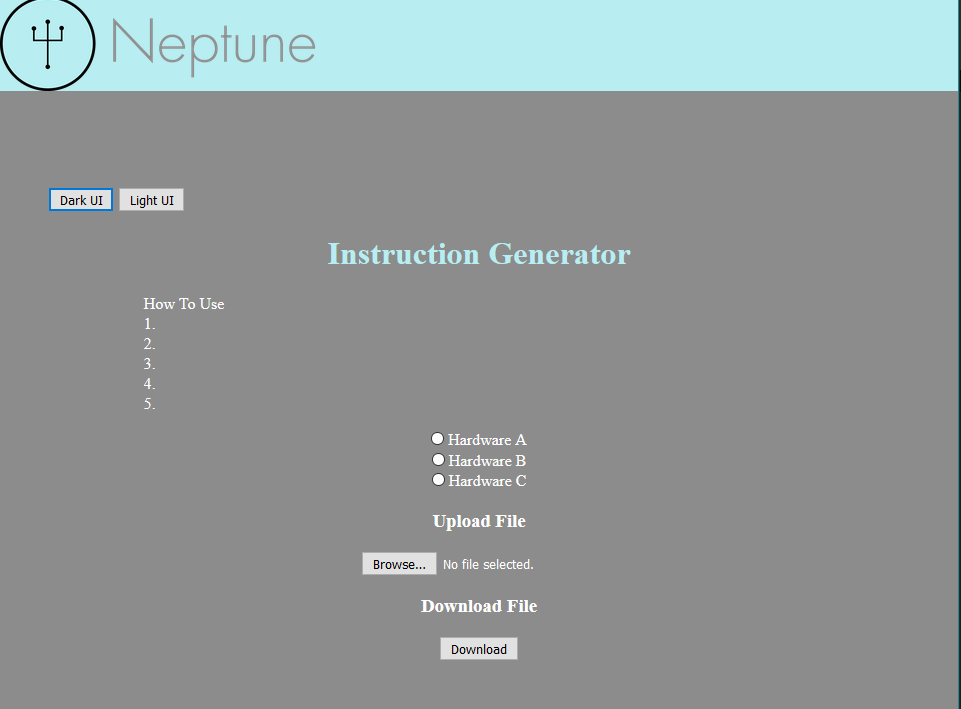 Neptune
Dark UI Light UI
Instruction Generator
How To Use
1.
2.
3.
4.
5.
Hardware A
Hardware B
Hardware C
Upload File
Browse... No file selected.
Download File
Download